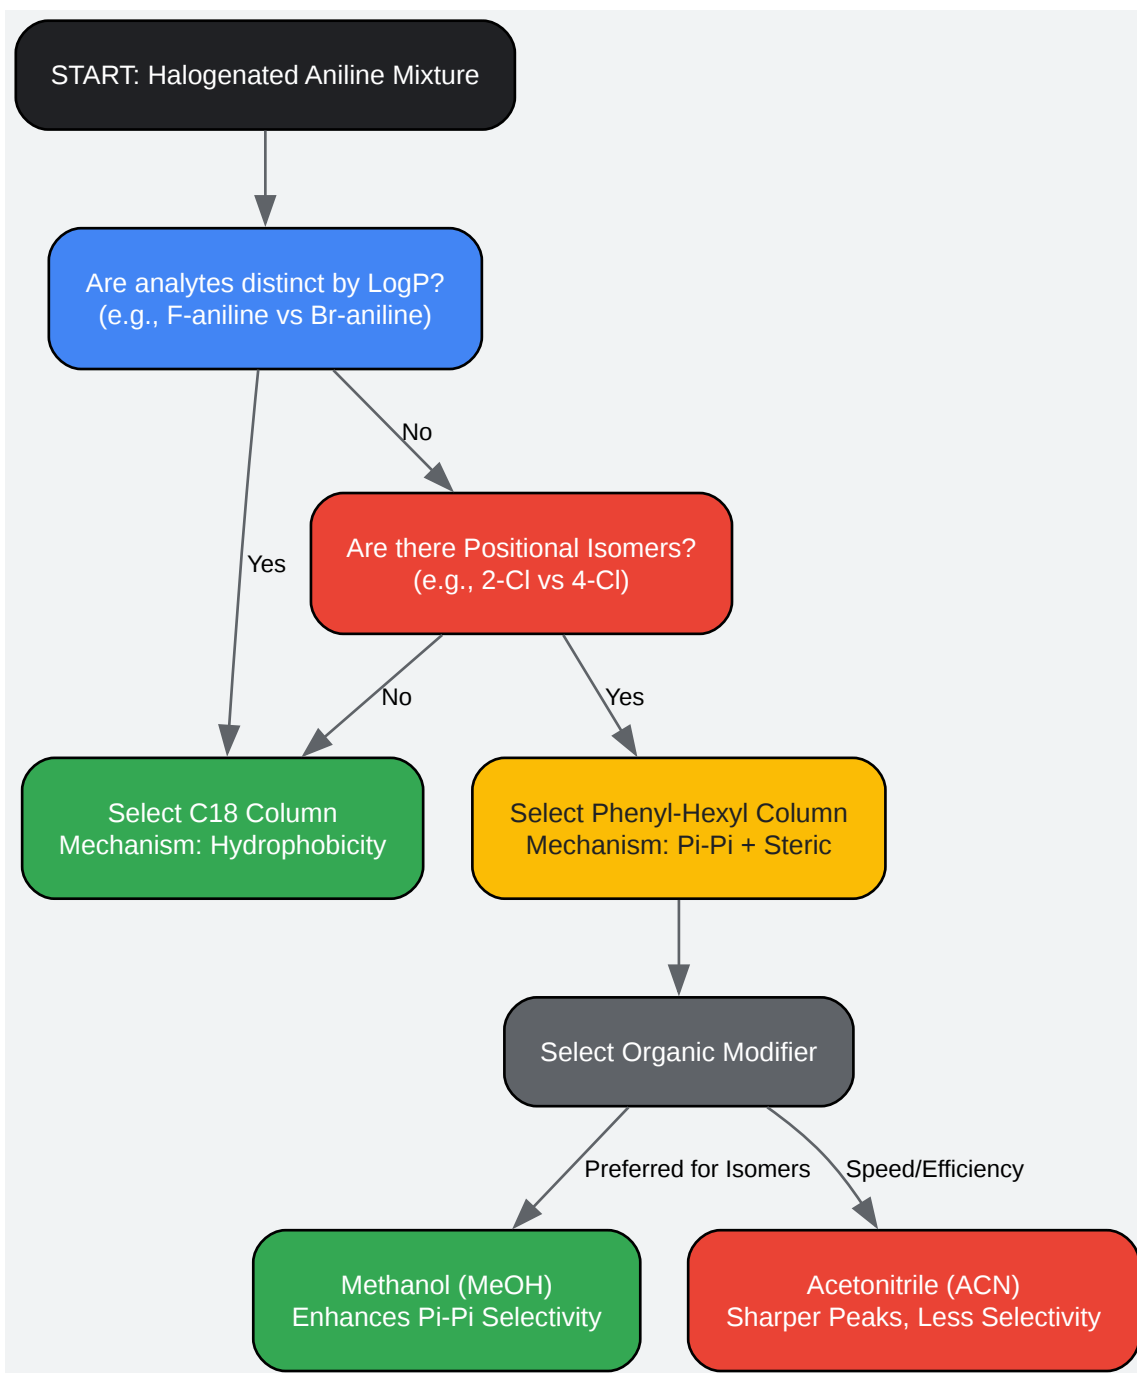 START: Halogenated Aniline Mixture
Are analytes distinct by LogP?
(e.g., F-aniline vs Br-aniline)
No
Yes
Are there Positional Isomers?
(e.g., 2-Cl vs 4-Cl)
No
Yes
Select C18 Column
Mechanism: Hydrophobicity
Select Phenyl-Hexyl Column
Mechanism: Pi-Pi + Steric
Select Organic Modifier
Preferred for Isomers
Speed/Efficiency
Methanol (MeOH)
Enhances Pi-Pi Selectivity
Acetonitrile (ACN)
Sharper Peaks, Less Selectivity